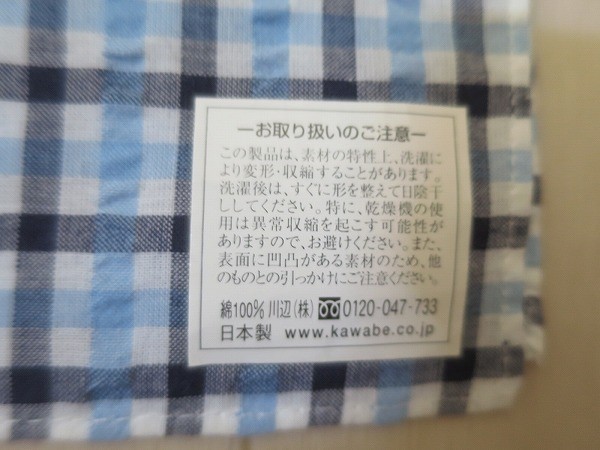 ーお取り扱いのご注意ー
この製品は、素材の特性上、洗濯に
より変形・収縮することがあります。
洗濯後は、すぐに形を整えて日陰干
ししてください。特に、乾燥機の使
用は異常収縮を起こす可能性が
ありますので、お避けください。また、
表面に凹凸がある素材のため、他
のものとの引っかけにご注意ください。
綿100% 川辺(株) 0120-047-733
日本製 www.kawabe.co.jp